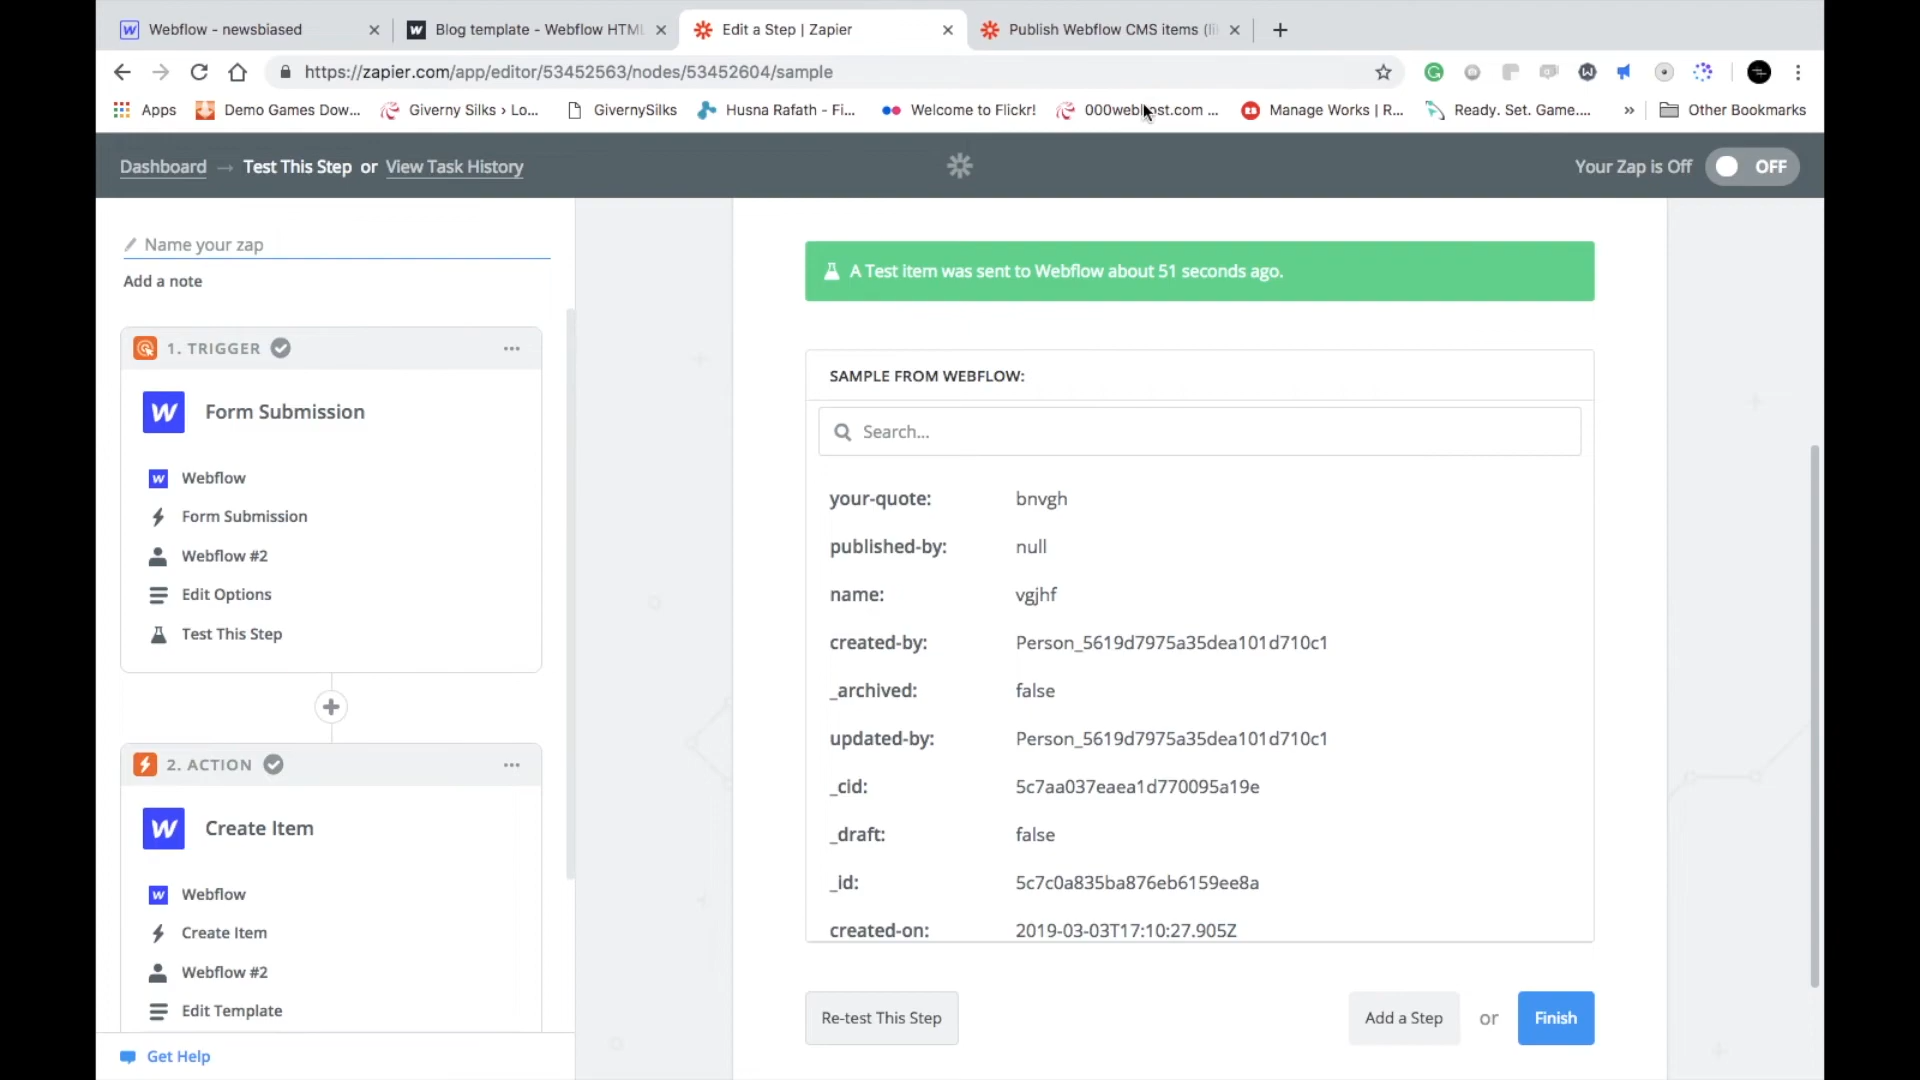 Webflow - newsbiased
Blog template - Webflow HTML
Edit a Step | Zapier
Publish Webflow CMS items (li
https://zapier.com/app/editor/53452563/nodes/53452604/sample
Apps
Demo Games Dow...
Giverny Silks › Lo...
GivernySilks
Husna Rafath - Fi...
Welcome to Flickr!
000webhost.com ...
Manage Works | R...
Ready. Set. Game....
» Other Bookmarks
Dashboard → Test This Step or View Task History
Your Zap is Off OFF
Name your zap
Add a note
1. TRIGGER
Form Submission
Webflow
Form Submission
Webflow #2
Edit Options
Test This Step
2. ACTION
Create Item
Webflow
Create Item
Webflow #2
Edit Template
Get Help
A Test item was sent to Webflow about 51 seconds ago.
SAMPLE FROM WEBFLOW:
Search...
your-quote: bnvgh
published-by: null
name: vgjhf
created-by: Person_5619d7975a35dea101d710c1
_archived: false
updated-by: Person_5619d7975a35dea101d710c1
_cid: 5c7aa037eaea1d770095a19e
_draft: false
_id: 5c7c0a835ba876eb6159ee8a
created-on: 2019-03-03T17:10:27.905Z
Re-test This Step
Add a Step or Finish